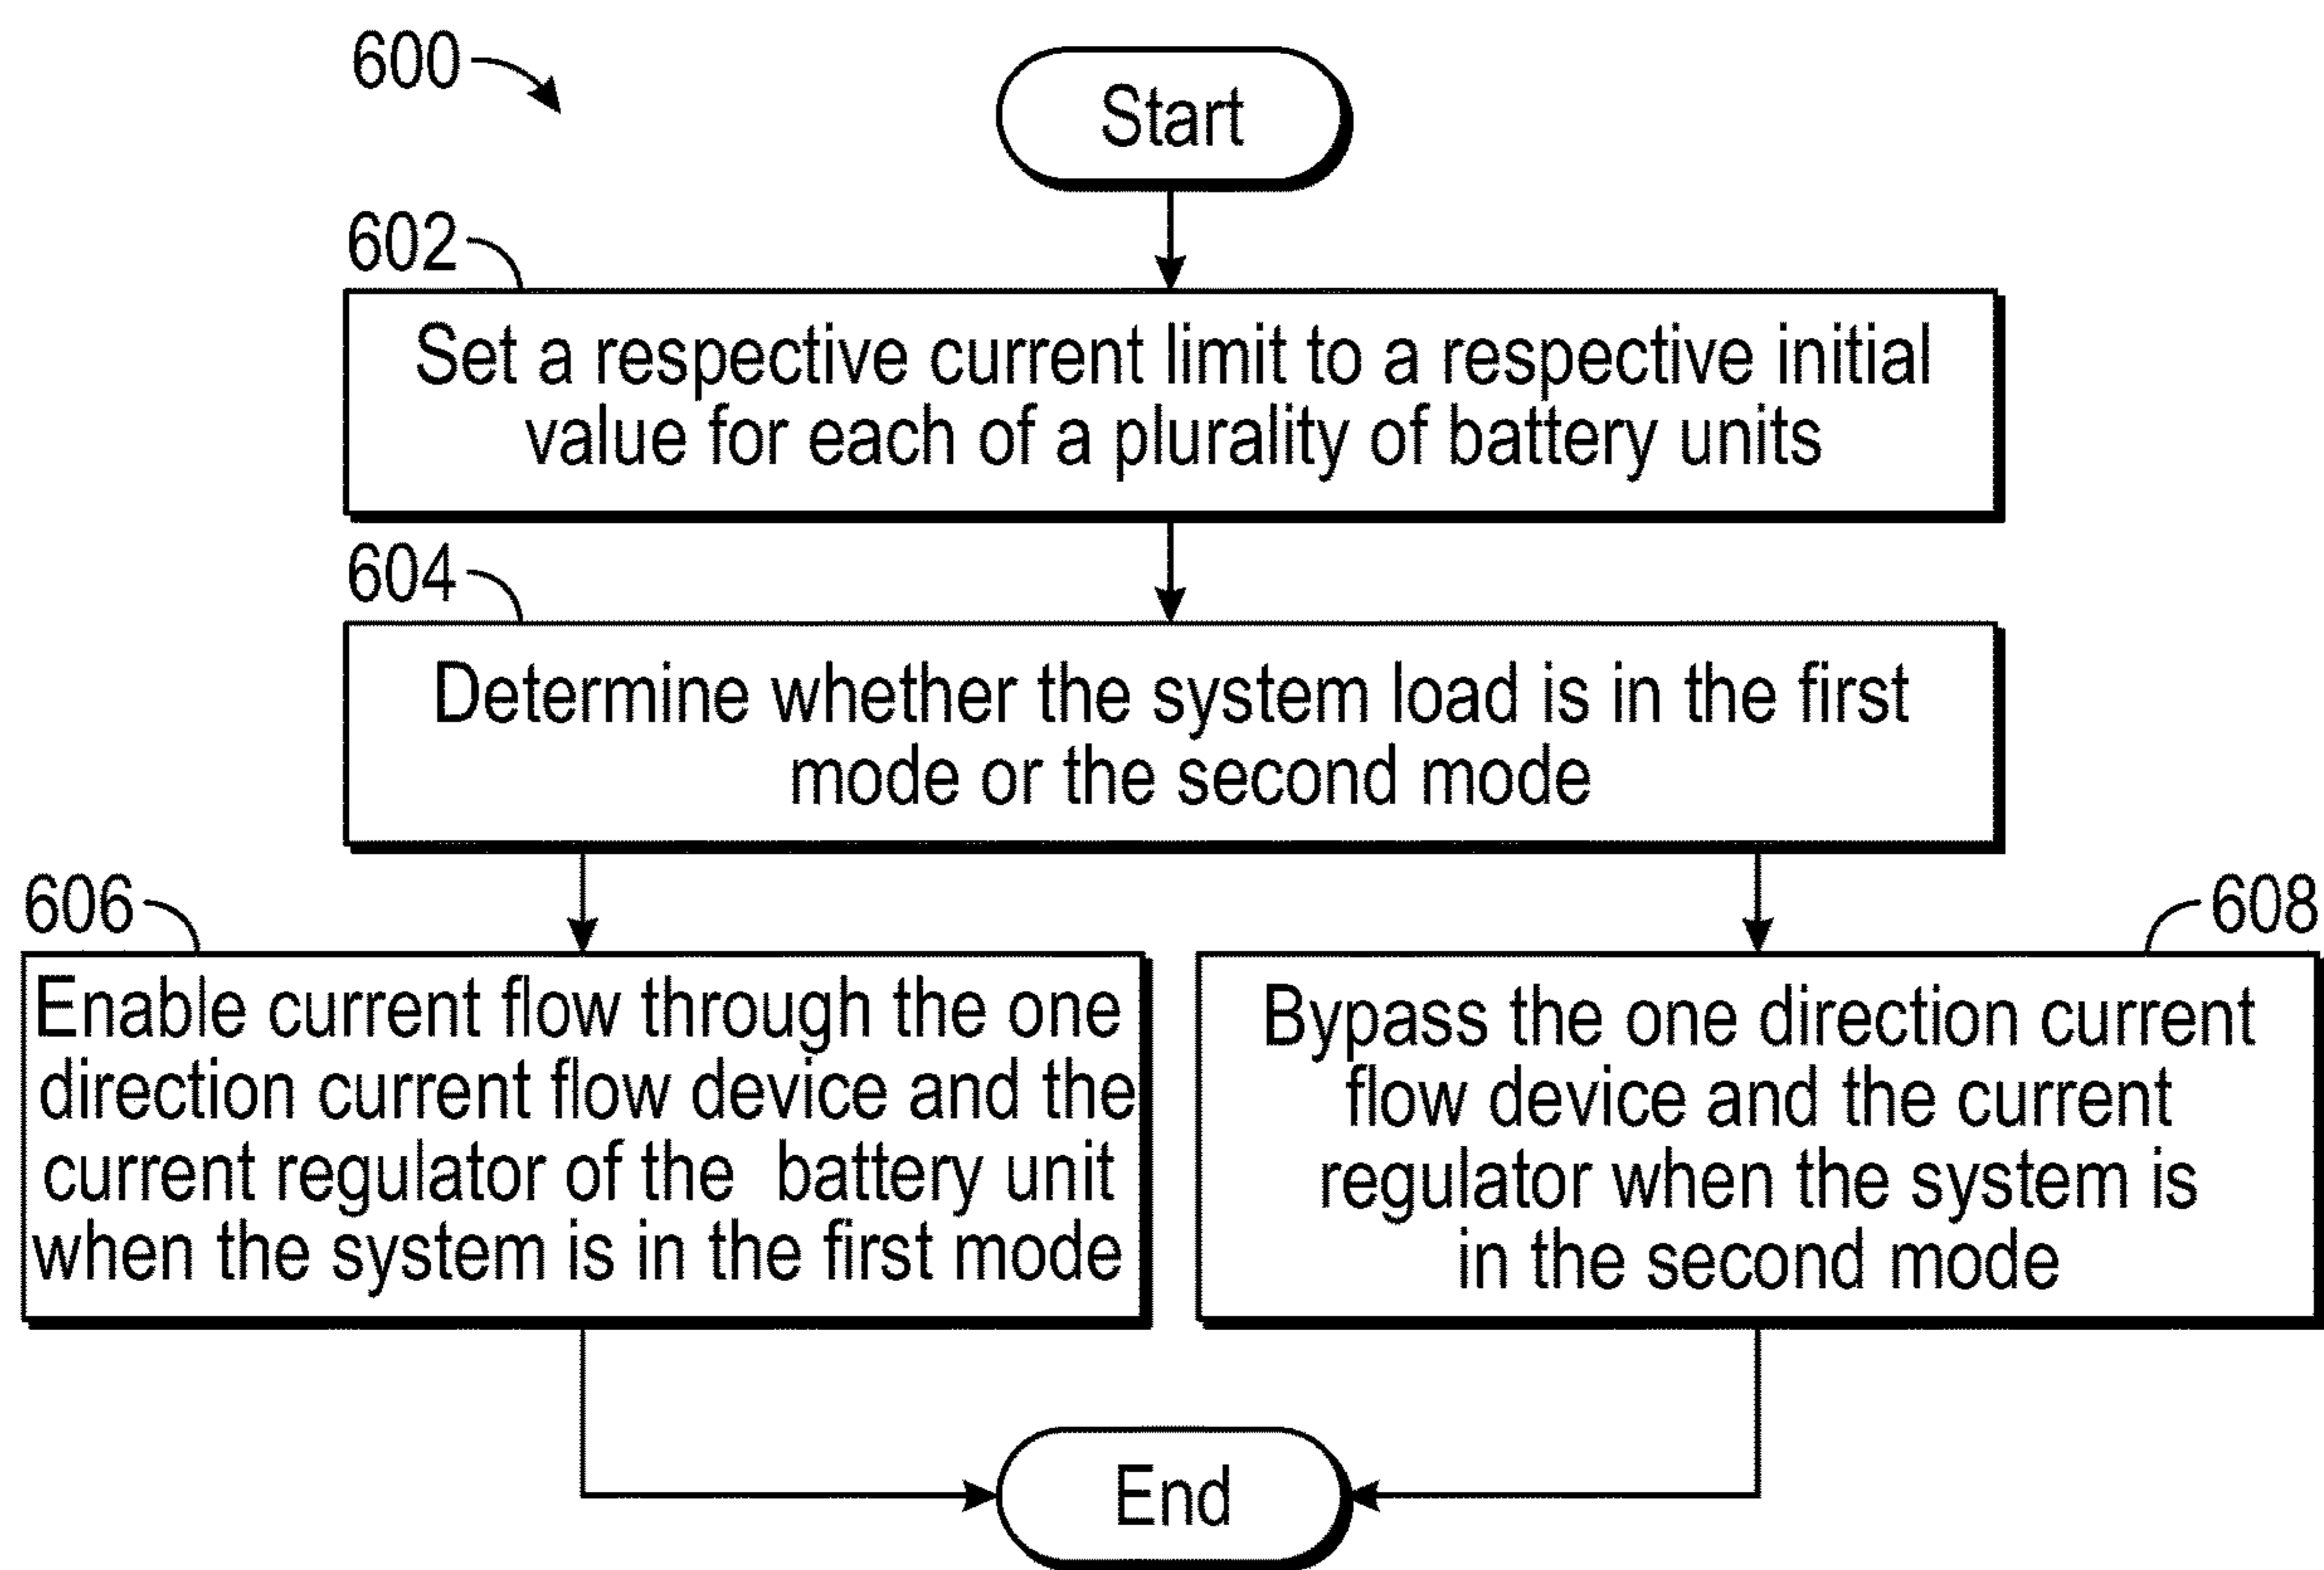 600
Start
602
Set a respective current limit to a respective initial
value for each of a plurality of battery units
604
Determine whether the system load is in the first
mode or the second mode
606
Enable current flow through the one
direction current flow device and the
current regulator of the battery unit
when the system is in the first mode
608
Bypass the one direction current
flow device and the current
regulator when the system is
in the second mode
End